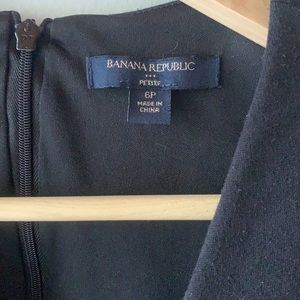 BANANA REPUBLIC
PETITE
6P
MADE IN
CHINA